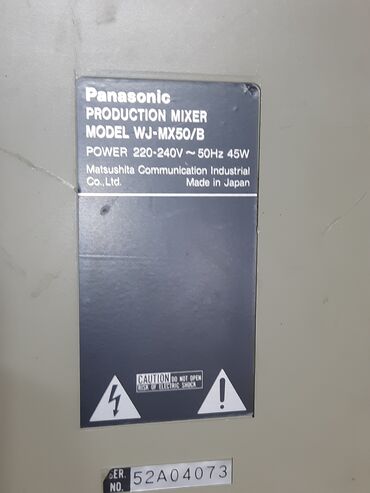 Panasonic
PRODUCTION MIXER
MODEL WJ-MX50/B
POWER 220-240V ~ 50Hz 45W
Matsushita Communication Industrial
Co.,Ltd. Made in Japan
CAUTION DO NOT OPEN
RISK OF ELECTRIC SHOCK
SER. NO. 52A04073